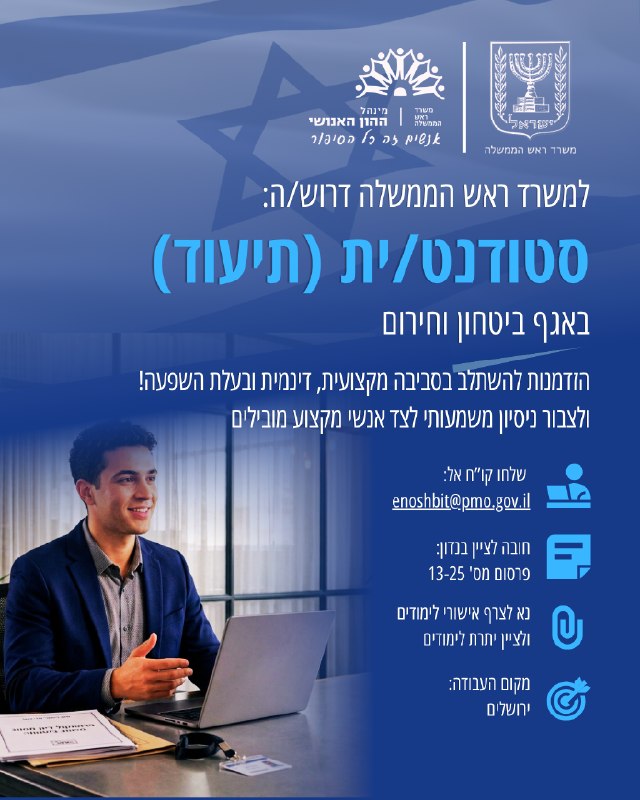 מינהל
ההון האנושי
משרד
ראש
הממשלה
אנשים זה כל הסיפור
ישראל
משרד ראש הממשלה
למשרד ראש הממשלה דרוש/ה:
סטודנט/ית (תיעוד)
באגף ביטחון וחירום
הזדמנות להשתלב בסביבה מקצועית, דינמית ובעלת השפעה!
ולצבור ניסיון משמעותי לצד אנשי מקצוע מובילים
שלחו קו"ח אל:
enoshbit@pmo.gov.il
חובה לציין בנדון:
פרסום מס' 13-25
נא לצרף אישורי לימודים
ולציין יתרת לימודים
מקום העבודה:
ירושלים